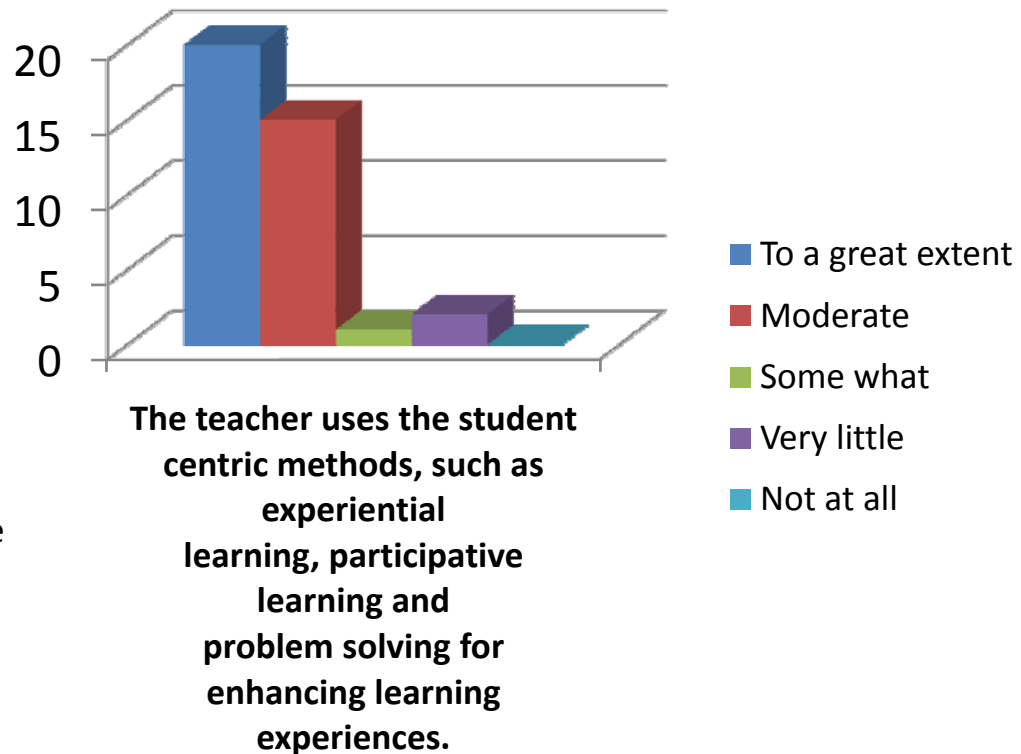 20
15
10
5
0
To a great extent
Moderate
Some what
Very little
Not at all
The teacher uses the student
centric methods, such as
experiential
learning, participative
learning and
problem solving for
enhancing learning
experiences.
e